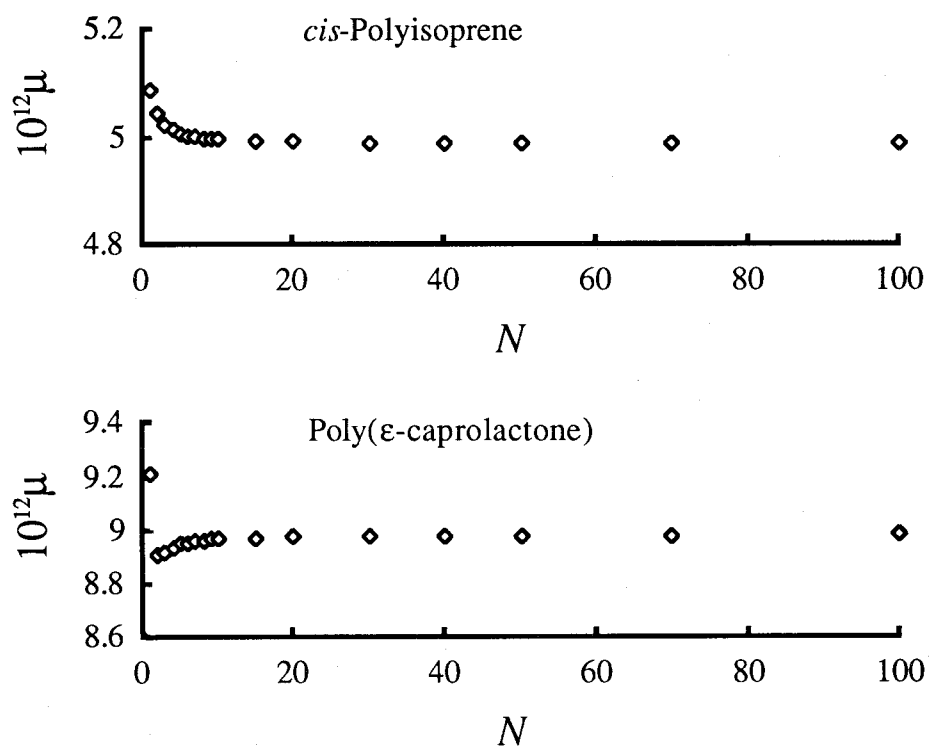 cis-Polyisoprene
10¹²μ
5.2
5
4.8
0 20 40 60 80 100
N
Poly(ε-caprolactone)
10¹²μ
9.4
9.2
9
8.8
8.6
0 20 40 60 80 100
N